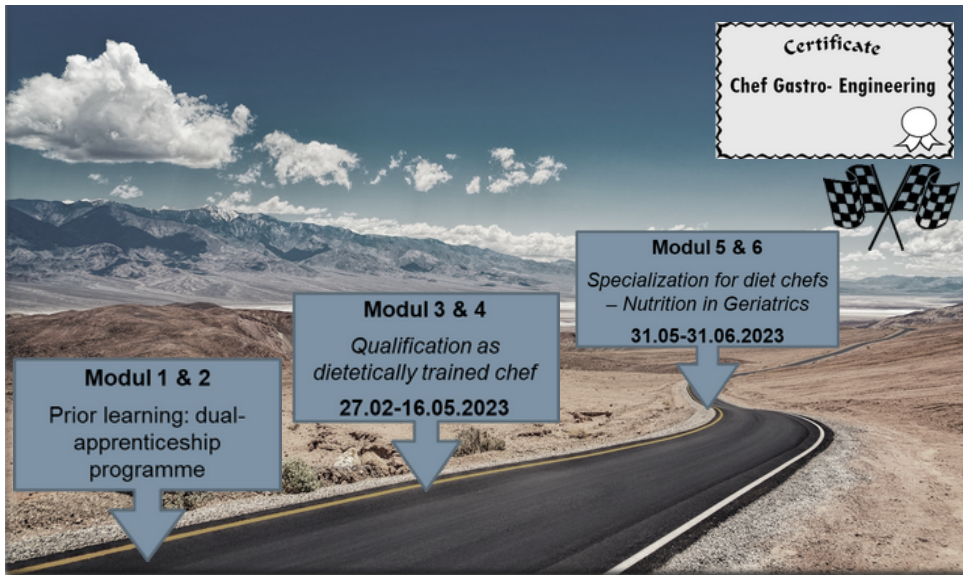 Certificate
Chef Gastro- Engineering
Modul 5 & 6
Specialization for diet chefs
– Nutrition in Geriatrics
31.05-31.06.2023
Modul 3 & 4
Qualification as
dietetically trained chef
27.02-16.05.2023
Modul 1 & 2
Prior learning: dual-
apprenticeship
programme